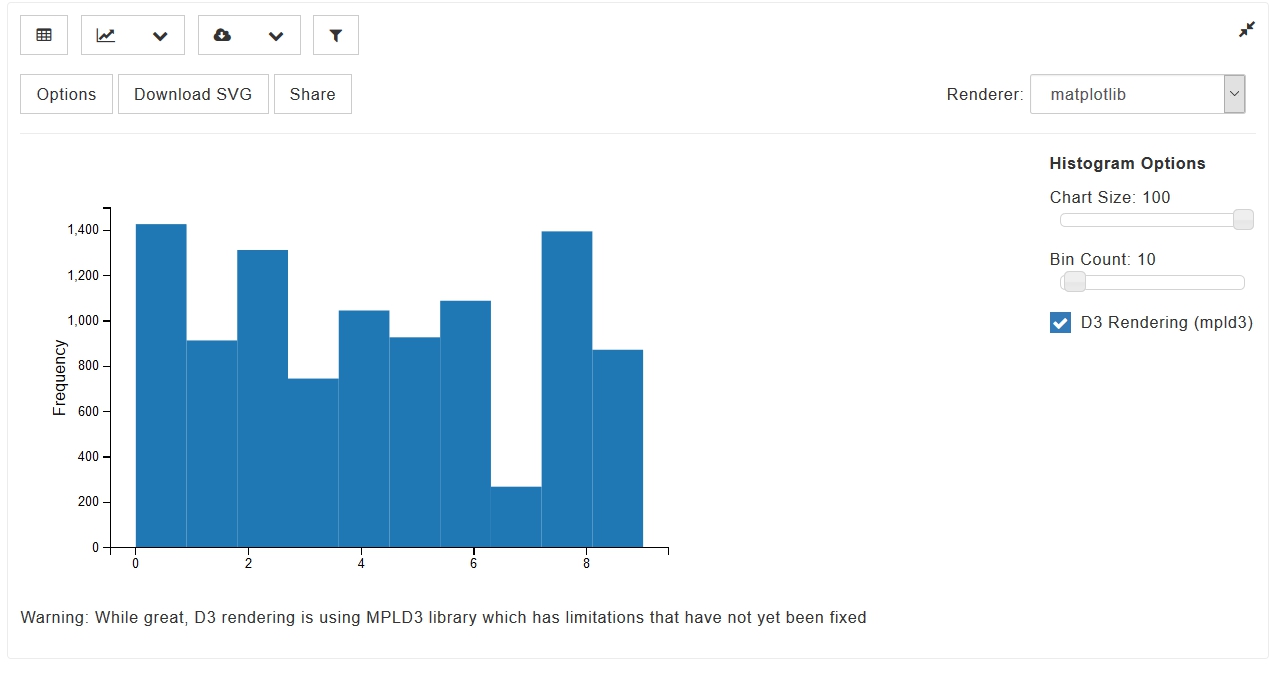 Options Download SVG Share Renderer: matplotlib
Histogram Options
Chart Size: 100
Bin Count: 10
D3 Rendering (mpld3)
1,400
1,200
1,000
800
600
400
200
0
Frequency
0 2 4 6 8
Warning: While great, D3 rendering is using MPLD3 library which has limitations that have not yet been fixed